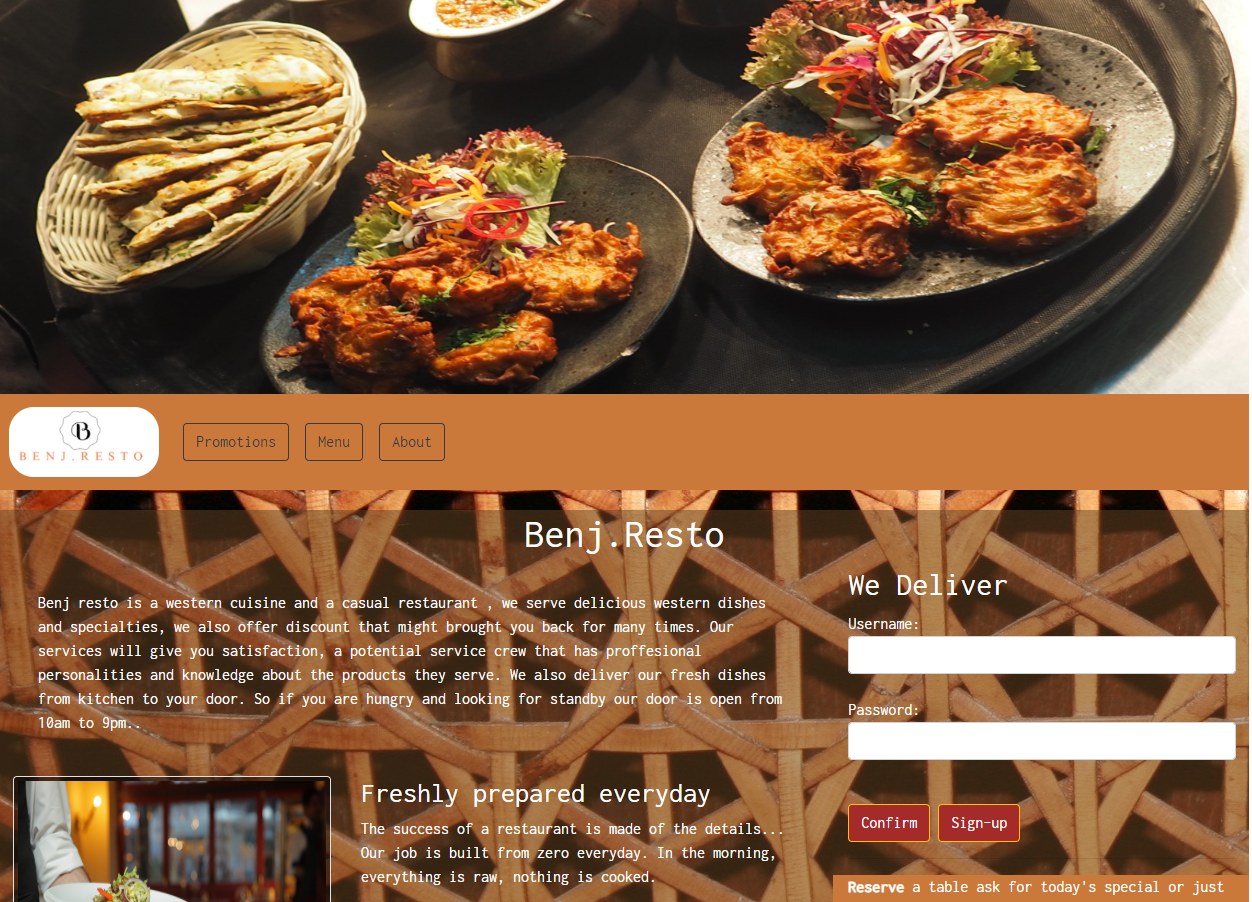 B
BENJ.RESTO
Promotions
Menu
About
Benj.Resto
Benj resto is a western cuisine and a casual restaurant , we serve delicious western dishes
and specialties, we also offer discount that might brought you back for many times. Our
services will give you satisfaction, a potential service crew that has proffesional
personalities and knowledge about the products they serve. We also deliver our fresh dishes
from kitchen to your door. So if you are hungry and looking for standby our door is open from
10am to 9pm..
We Deliver
Username:
Password:
Confirm
Sign-up
Freshly prepared everyday
The success of a restaurant is made of the details...
Our job is built from zero everyday. In the morning,
everything is raw, nothing is cooked.
Reserve a table ask for today's special or just